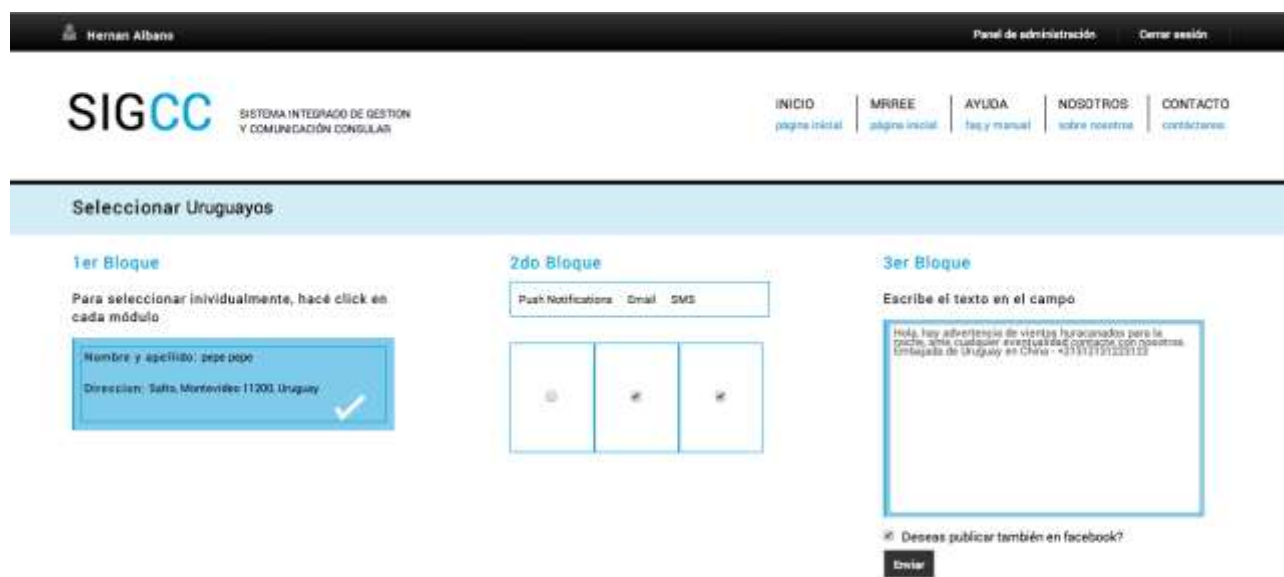 Hernan Albano
Panel de administración
Cerrar sesión
SIGCC
SISTEMA INTEGRADO DE GESTION
Y COMUNICACIÓN CONSULAR
INICIO
página inicial
MRREE
página inicial
AYUDA
faq y manual
NOSOTROS
sobre nosotros
CONTACTO
contáctanos
Seleccionar Uruguayos
1er Bloque
Para seleccionar inividualmente, hacé click en
cada módulo
Nombre y apellido: pepe pepe
Direccion: Salto, Montevideo 11200, Uruguay
2do Bloque
Push Notifications Email SMS
3er Bloque
Escribe el texto en el campo
Hola, hay advertencia de vientos huracanados para la
noche, ante cualquier eventualidad contacte con nosotros.
Embajada de Uruguay en China -
Deseas publicar también en facebook?
Enviar